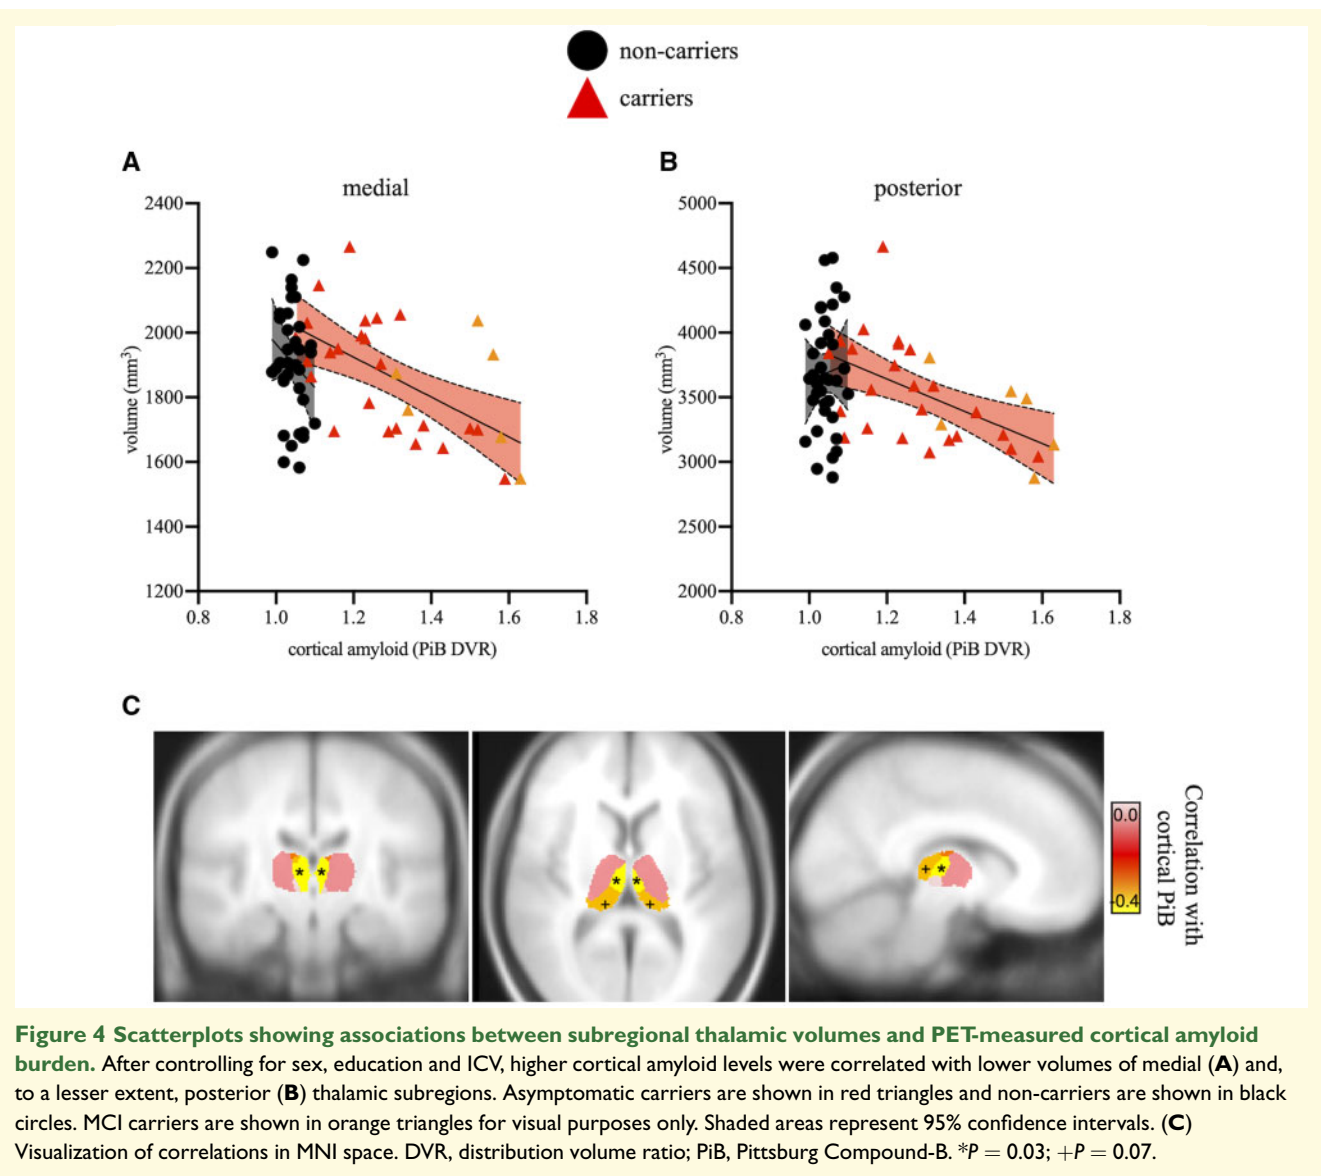 non-carriers
carriers
A
medial
2400
2200
2000
1800
1600
1400
1200
volume (mm³)
0.8 1.0 1.2 1.4 1.6 1.8
cortical amyloid (PiB DVR)
B
posterior
5000
4500
4000
3500
3000
2500
2000
volume (mm³)
0.8 1.0 1.2 1.4 1.6 1.8
cortical amyloid (PiB DVR)
C
* *
* *
+ +
+ *
0.0
-0.4
Correlation with
cortical PiB
Figure 4 Scatterplots showing associations between subregional thalamic volumes and PET-measured cortical amyloid
burden. After controlling for sex, education and ICV, higher cortical amyloid levels were correlated with lower volumes of medial (A) and,
to a lesser extent, posterior (B) thalamic subregions. Asymptomatic carriers are shown in red triangles and non-carriers are shown in black
circles. MCI carriers are shown in orange triangles for visual purposes only. Shaded areas represent 95% confidence intervals. (C)
Visualization of correlations in MNI space. DVR, distribution volume ratio; PiB, Pittsburg Compound-B. *P = 0.03; +P = 0.07.